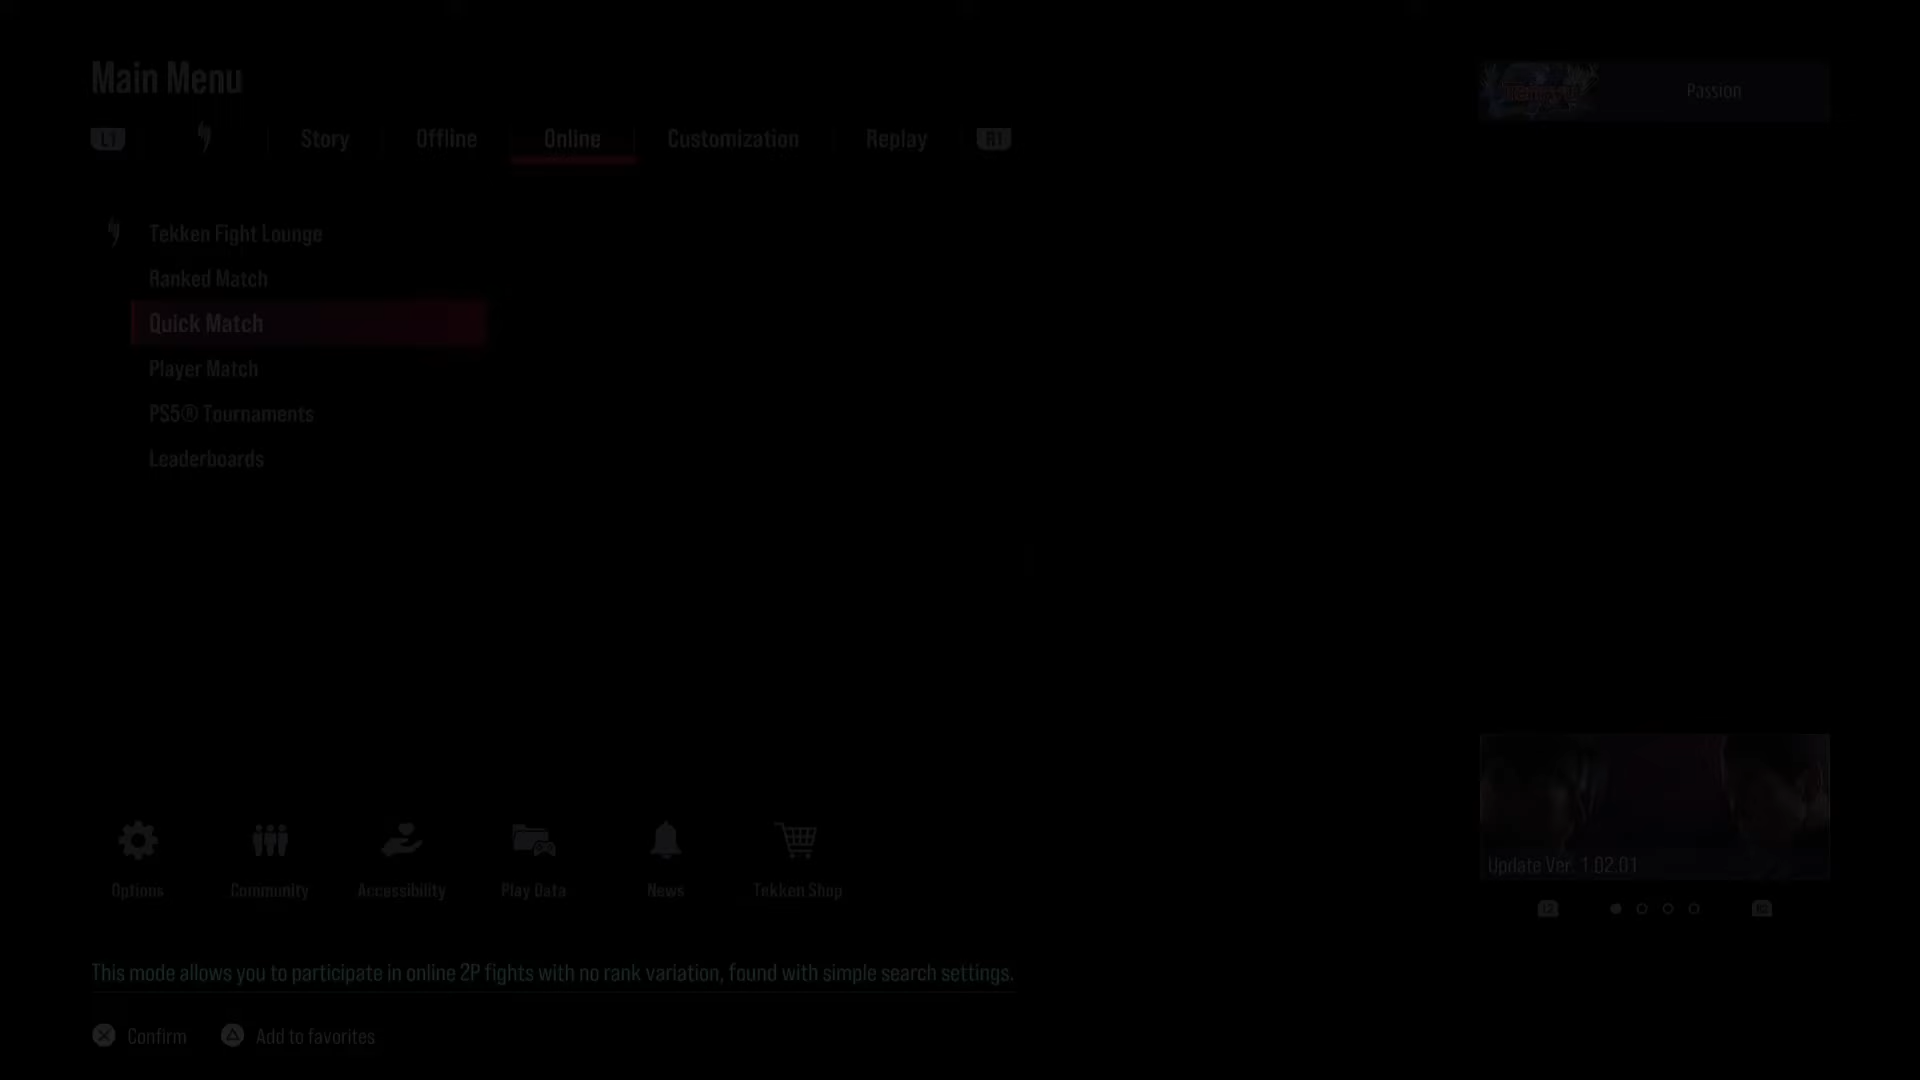 Main Menu
Passion
L1 Story Offline Online Customization Replay R1
Tekken Fight Lounge
Ranked Match
Quick Match
Player Match
PS5® Tournaments
Leaderboards
Update Ver. 1.02.01
Options Community Accessibility Play Data News Tekken Shop
L2 R2
This mode allows you to participate in online 2P fights with no rank variation, found with simple search settings.
Confirm Add to favorites